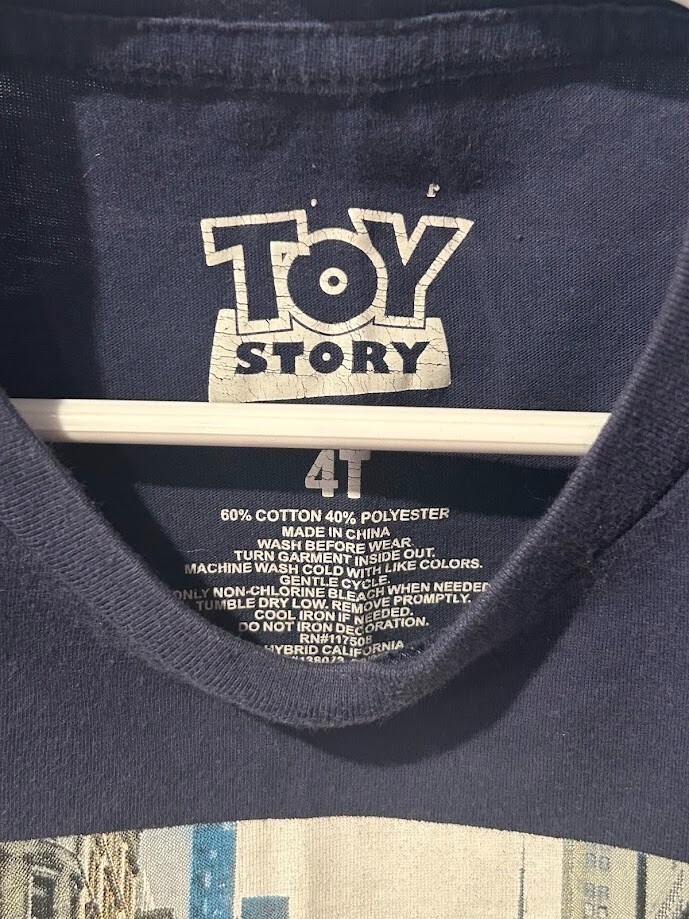 TOY
STORY
4T
60% COTTON 40% POLYESTER
MADE IN CHINA
WASH BEFORE WEAR
TURN GARMENT INSIDE OUT.
MACHINE WASH COLD WITH LIKE COLORS.
GENTLE CYCLE.
ONLY NON-CHLORINE BLEACH WHEN NEEDED
TUMBLE DRY LOW. REMOVE PROMPTLY.
COOL IRON IF NEEDED.
DO NOT IRON DECORATION.
RN#117508
HYBRID CALIFORNIA